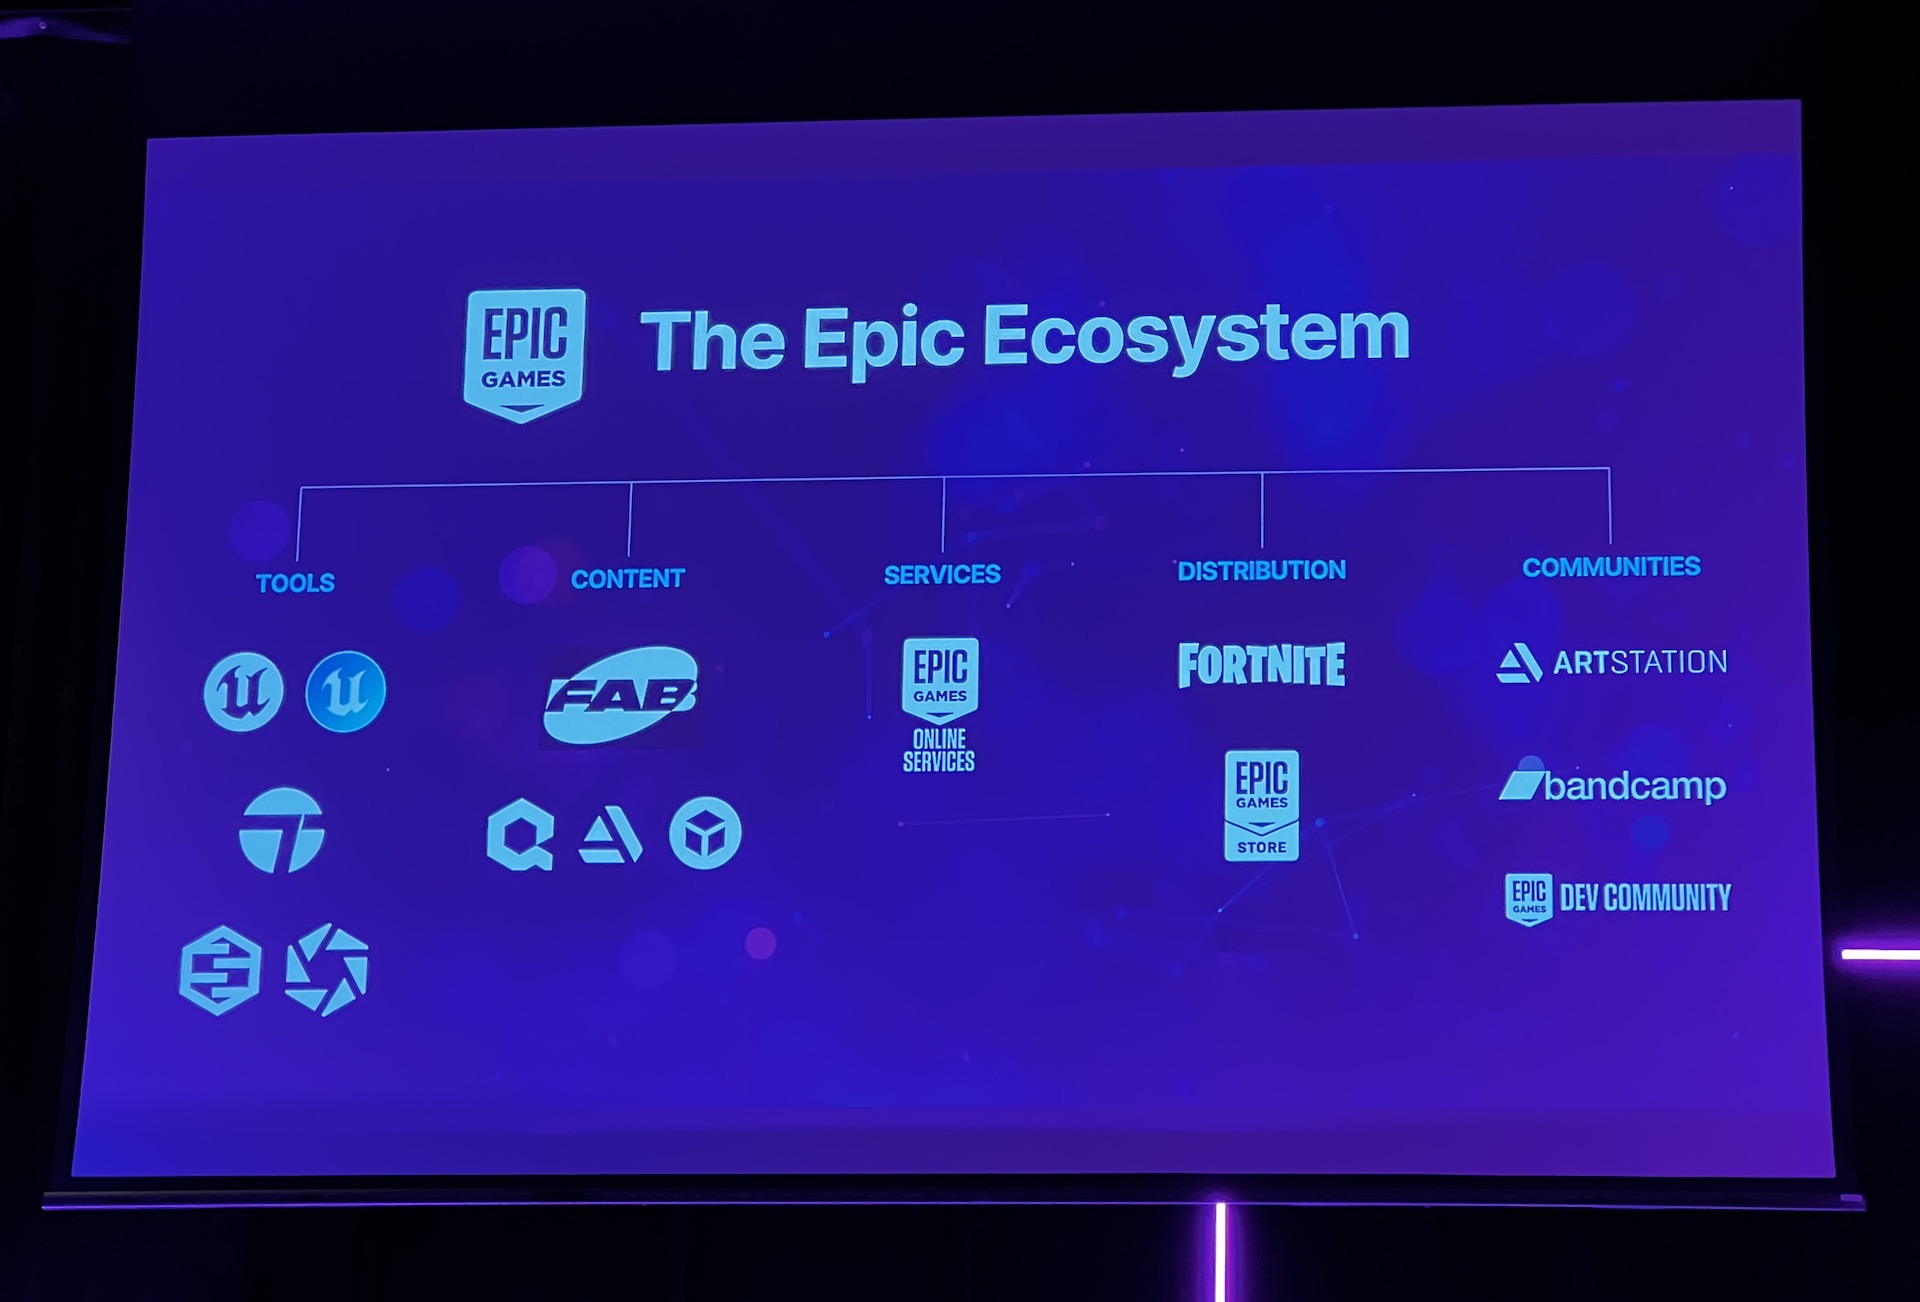 EPIC
GAMES
The Epic Ecosystem
TOOLS
CONTENT
SERVICES
DISTRIBUTION
COMMUNITIES
U U
FAB
EPIC
GAMES
ONLINE
SERVICES
FORTNITE
EPIC
GAMES
STORE
ARTSTATION
bandcamp
EPIC
GAMES
DEV COMMUNITY